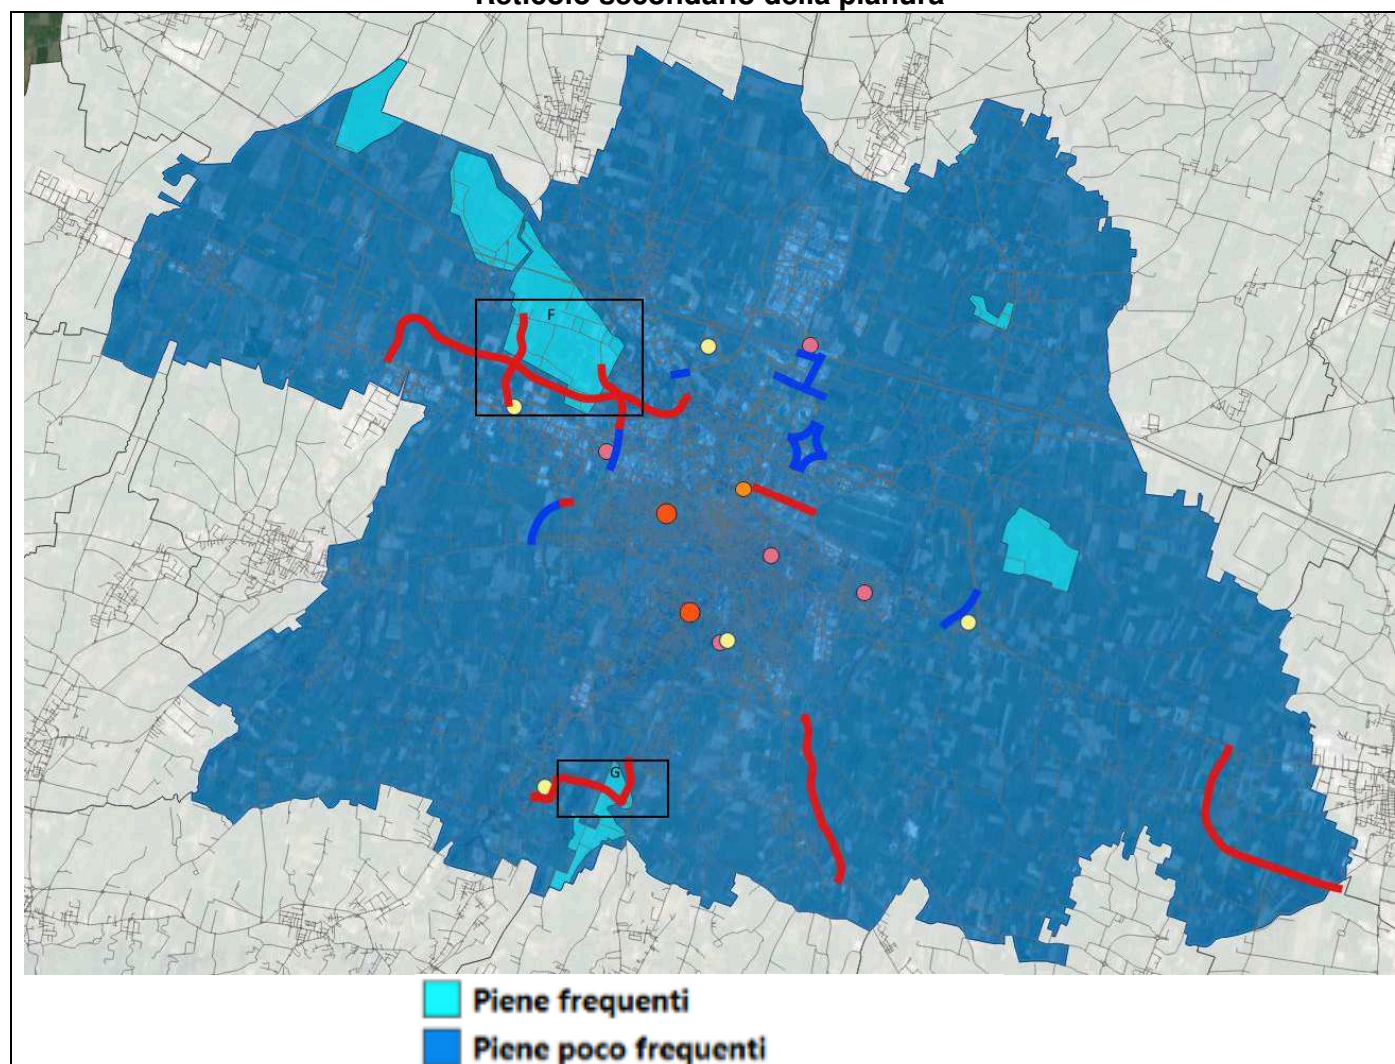 Reticolo secondario della pianura
F
G
Piene frequenti
Piene poco frequenti